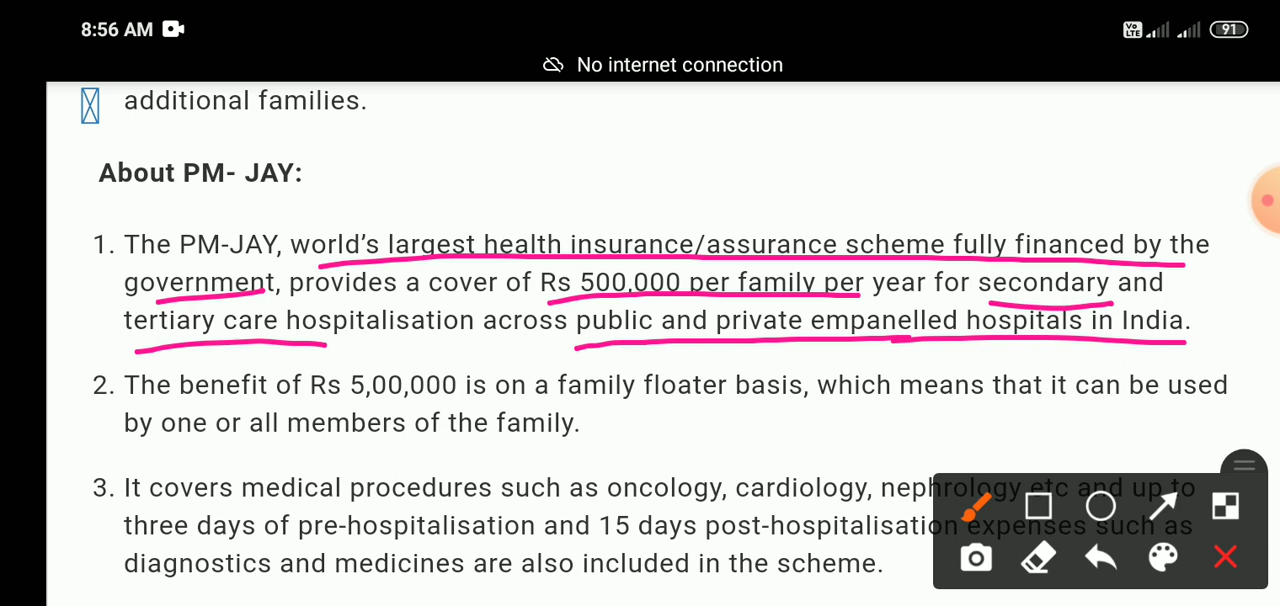 8:56 AM
Vo LTE
91
No internet connection
additional families.
About PM- JAY:
1. The PM-JAY, world's largest health insurance/assurance scheme fully financed by the
government, provides a cover of Rs 500,000 per family per year for secondary and
tertiary care hospitalisation across public and private empanelled hospitals in India.
2. The benefit of Rs 5,00,000 is on a family floater basis, which means that it can be used
by one or all members of the family.
3. It covers medical procedures such as oncology, cardiology, nephrology etc and up to
three days of pre-hospitalisation and 15 days post-hospitalisation expenses such as
diagnostics and medicines are also included in the scheme.